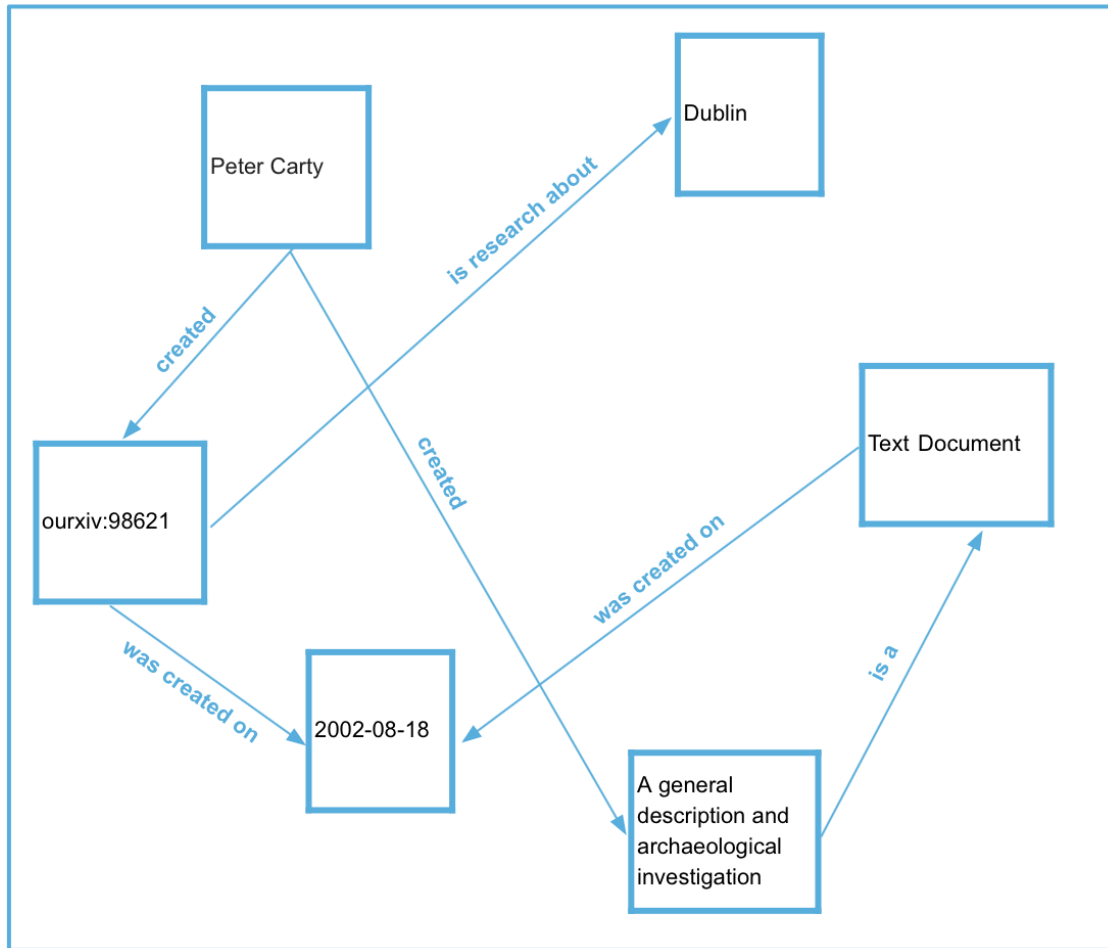 Dublin
Peter Carty
is research about
created
created
Text Document
ourxiv:98621
was created on
was created on
is a
2002-08-18
A general
description and
archaeological
investigation